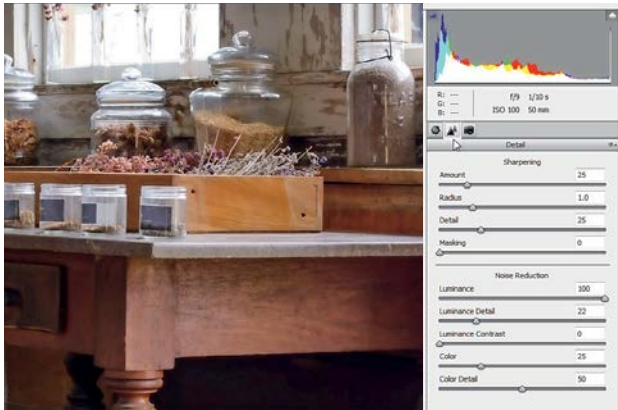 R: ---
G: ---
B: ---
f/9 1/10 s
ISO 100 50 mm
Detail
Sharpening
Amount 25
Radius 1.0
Detail 25
Masking 0
Noise Reduction
Luminance 100
Luminance Detail 22
Luminance Contrast 0
Color 25
Color Detail 50